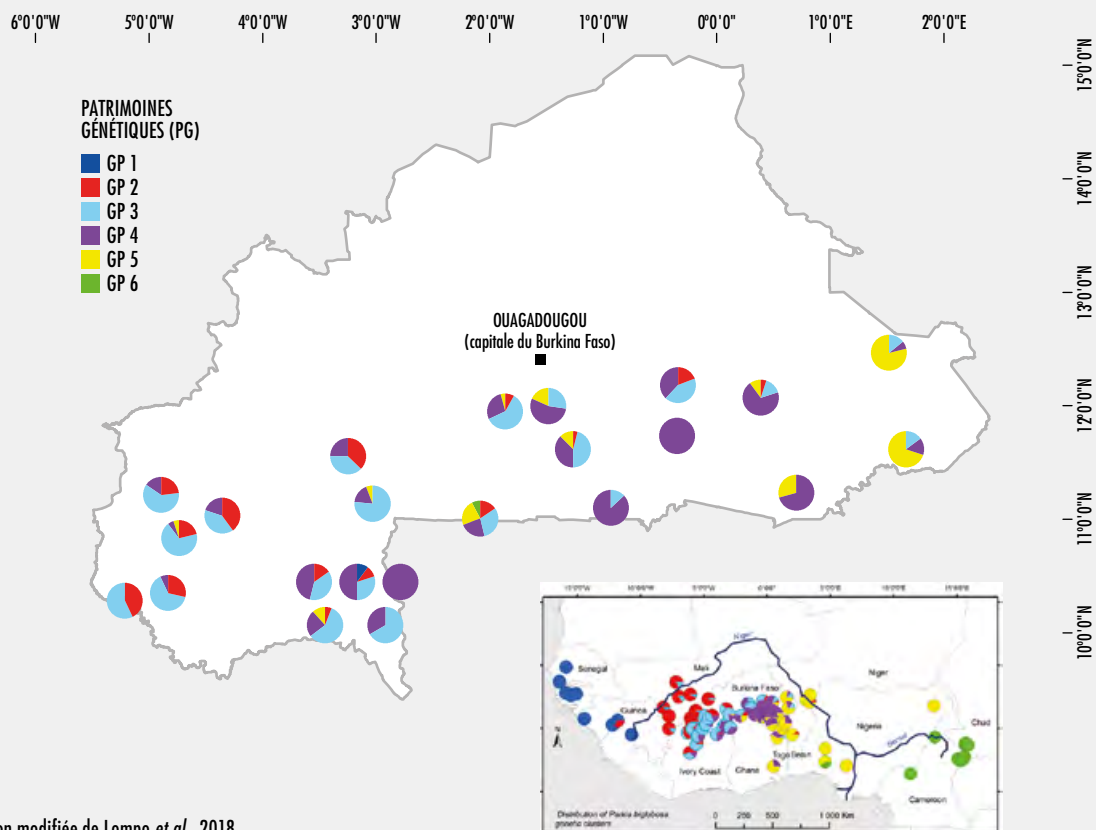 6°0'0"W 5°0'0"W 4°0'0"W 3°0'0"W 2°0'0"W 1°0'0"W 0°0'0" 1°0'0"E 2°0'0"E
15°0'0"N
14°0'0"N
13°0'0"N
12°0'0"N
11°0'0"N
10°0'0"N
PATRIMOINES
GÉNÉTIQUES (PG)
GP 1
GP 2
GP 3
GP 4
GP 5
GP 6
OUAGADOUGOU
(capitale du Burkina Faso)
Senegal
Mali
Niger
Niger
Burkina Faso
Guinea
Nigeria
Chad
Benue
Togo Benin
Ivory Coast
Ghana
Cameroon
N
Distribution of Parkia biglobosa
genetic clusters
0 250 500 1 000 Km
modifiée de Lompo et al., 2018